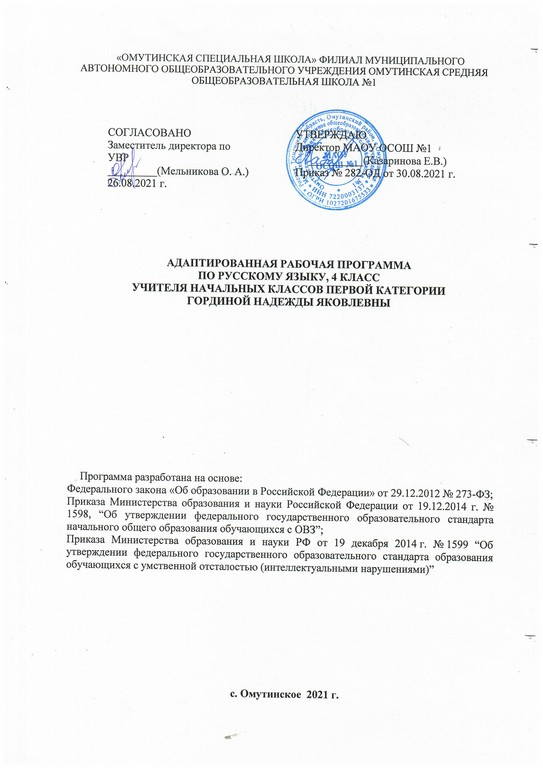 «ОМУТИНСКАЯ СПЕЦИАЛЬНАЯ ШКОЛА» ФИЛИАЛ МУНИЦИПАЛЬНОГО
АВТОНОМНОГО ОБЩЕОБРАЗОВАТЕЛЬНОГО УЧРЕЖДЕНИЯ ОМУТИНСКАЯ СРЕДНЯЯ
ОБЩЕОБРАЗОВАТЕЛЬНАЯ ШКОЛА №1
СОГЛАСОВАНО
Заместитель директора по
УВР
(Мельникова О. А.)
26.08.2021 г.
УТВЕРЖДАЮ
Директор МАОУ ОСОШ №1
(Казаринова Е.В.)
Приказ № 282-ОД от 30.08.2021 г.
АДАПТИРОВАННАЯ РАБОЧАЯ ПРОГРАММА
ПО РУССКОМУ ЯЗЫКУ, 4 КЛАСС
УЧИТЕЛЯ НАЧАЛЬНЫХ КЛАССОВ ПЕРВОЙ КАТЕГОРИИ
ГОРДИНОЙ НАДЕЖДЫ ЯКОВЛЕВНЫ
Программа разработана на основе:
Федерального закона «Об образовании в Российской Федерации» от 29.12.2012 № 273-ФЗ;
Приказа Министерства образования и науки Российской Федерации от 19.12.2014 г. №
1598, “Об утверждении федерального государственного образовательного стандарта
начального общего образования обучающихся с ОВЗ”;
Приказа Министерства образования и науки РФ от 19 декабря 2014 г. № 1599 “Об
утверждении федерального государственного образовательного стандарта образования
обучающихся с умственной отсталостью (интеллектуальными нарушениями)”
с. Омутинское 2021 г.